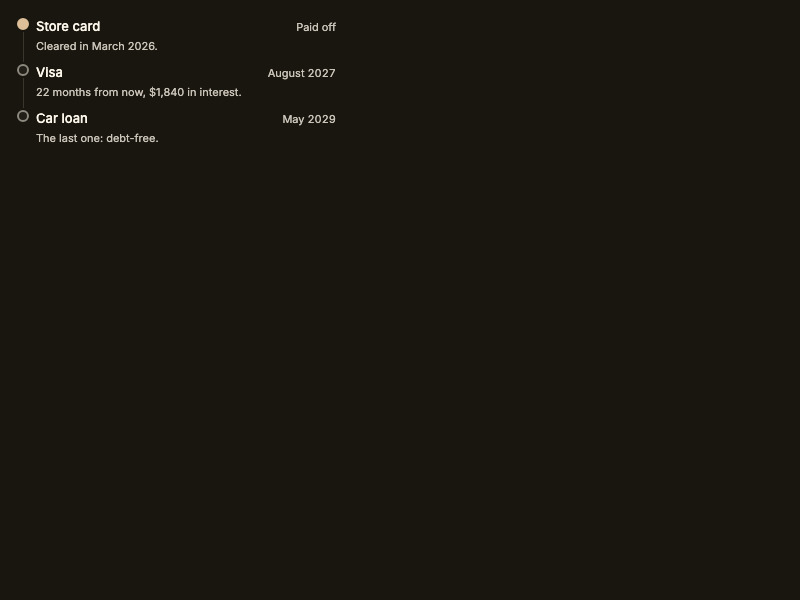 Store card Paid off
Cleared in March 2026.
Visa August 2027
22 months from now, $1,840 in interest.
Car loan May 2029
The last one: debt-free.